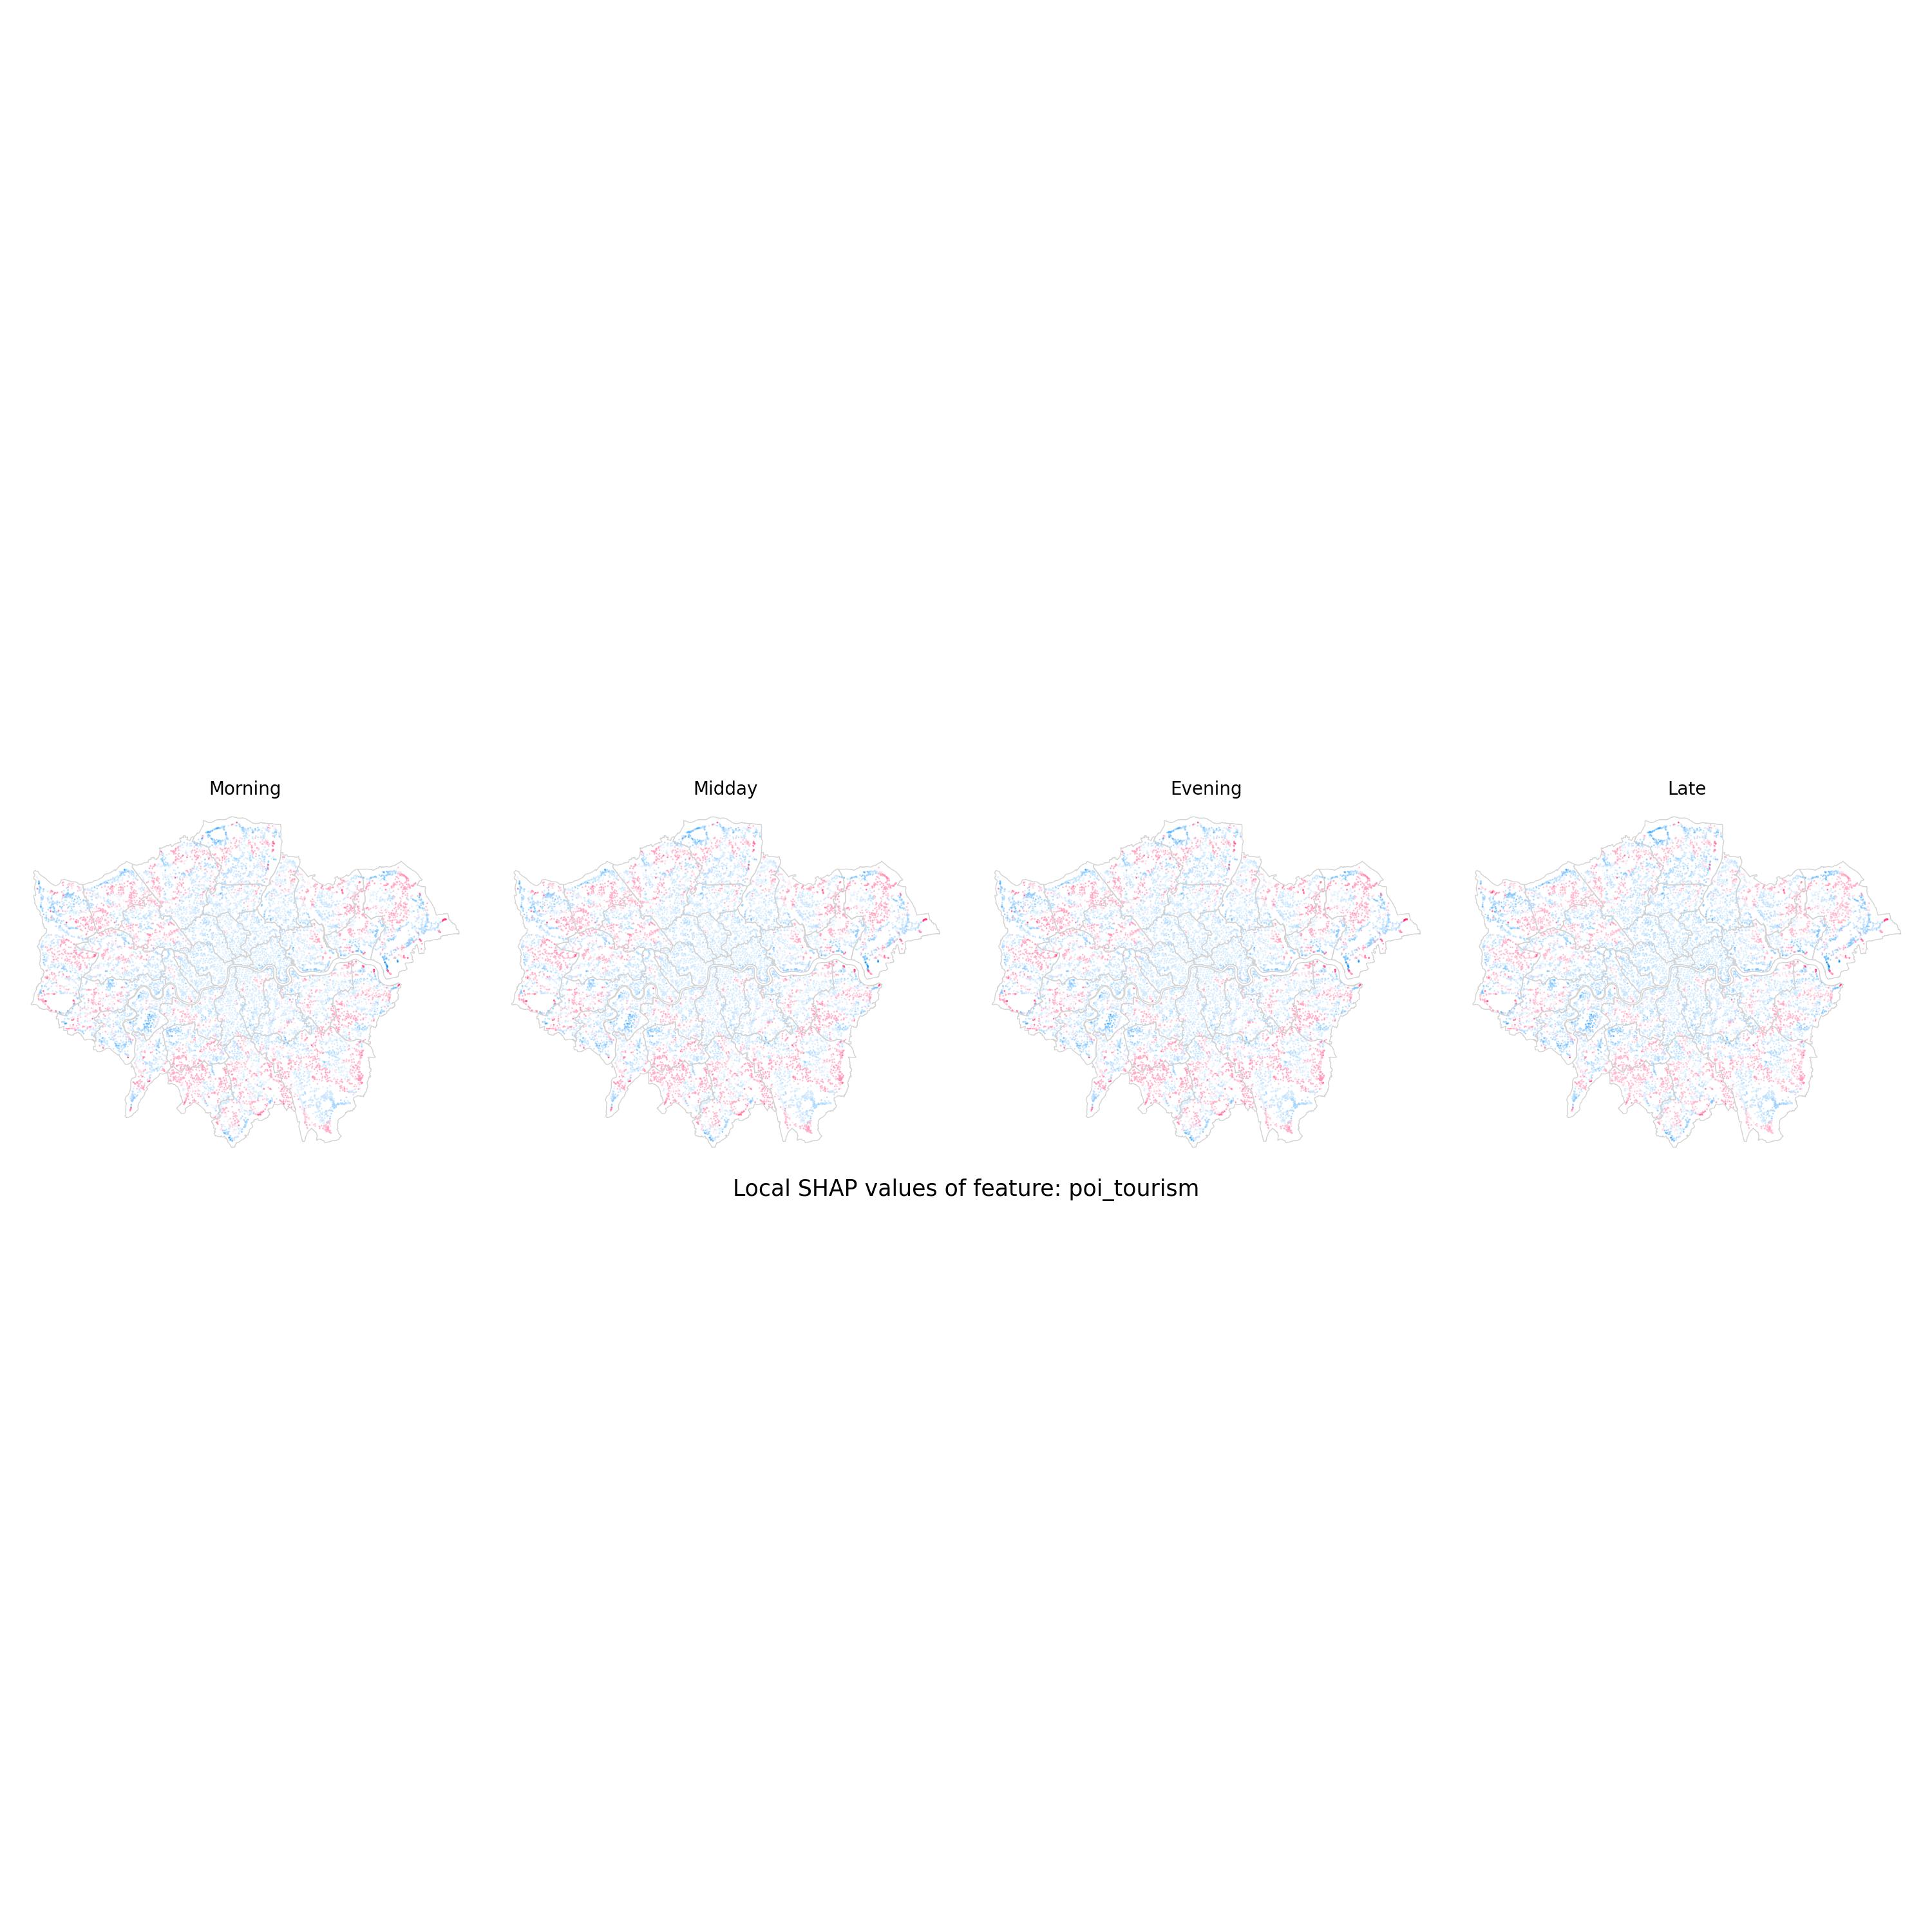 Morning
Midday
Evening
Late
Local SHAP values of feature: poi_tourism